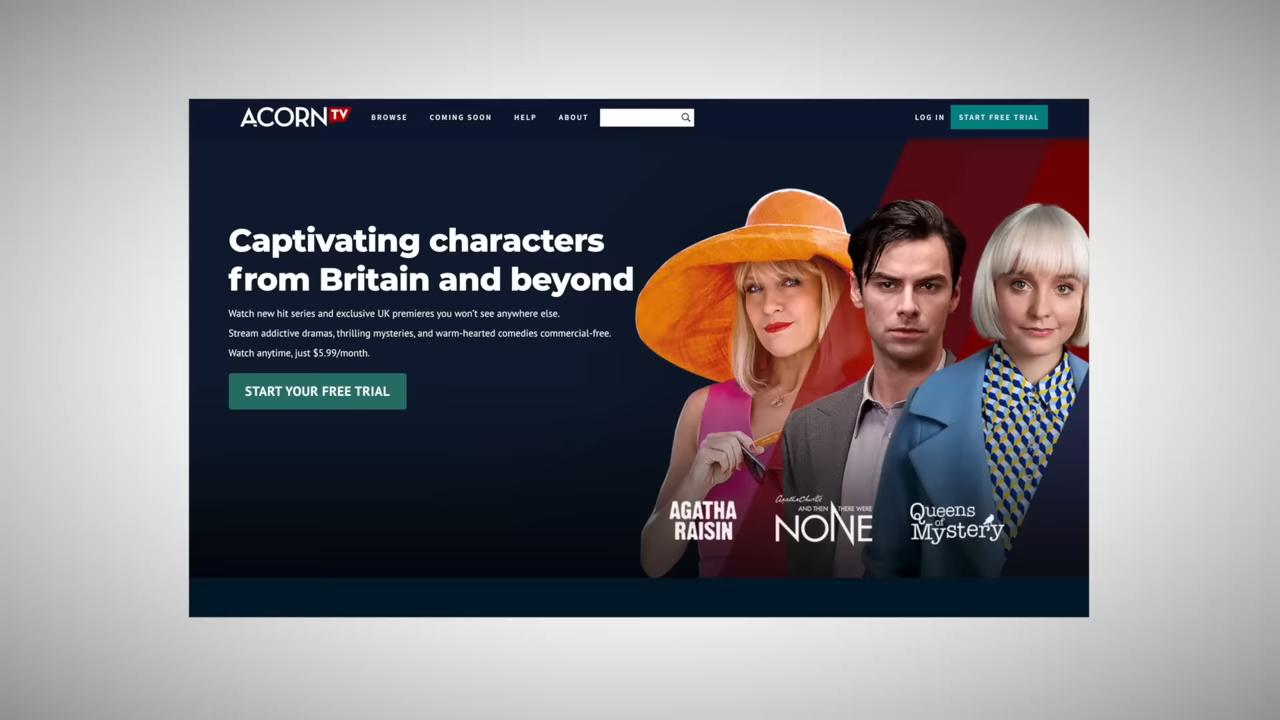 ACORN TV
BROWSE
COMING SOON
HELP
ABOUT
LOG IN
START FREE TRIAL
Captivating characters
from Britain and beyond
Watch new hit series and exclusive UK premieres you won't see anywhere else.
Stream addictive dramas, thrilling mysteries, and warm-hearted comedies commercial-free.
Watch anytime, just $5.99/month.
START YOUR FREE TRIAL
AGATHA
RAISIN
Agatha Christie
AND THEN THERE WERE
NONE
Queens
of
Mystery